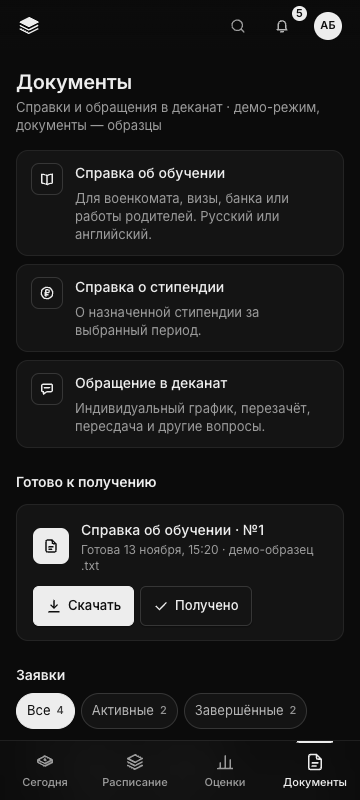 5
АБ
Документы
Справки и обращения в деканат · демо-режим,
документы — образцы
Справка об обучении
Для военкомата, визы, банка или
работы родителей. Русский или
английский.
Справка о стипендии
О назначенной стипендии за
выбранный период.
Обращение в деканат
Индивидуальный график, перезачёт,
пересдача и другие вопросы.
Готово к получению
Справка об обучении · №1
Готова 13 ноября, 15:20 · демо-образец
.txt
Скачать
Получено
Заявки
Все 4
Активные 2
Завершённые 2
Сегодня
Расписание
Оценки
Документы